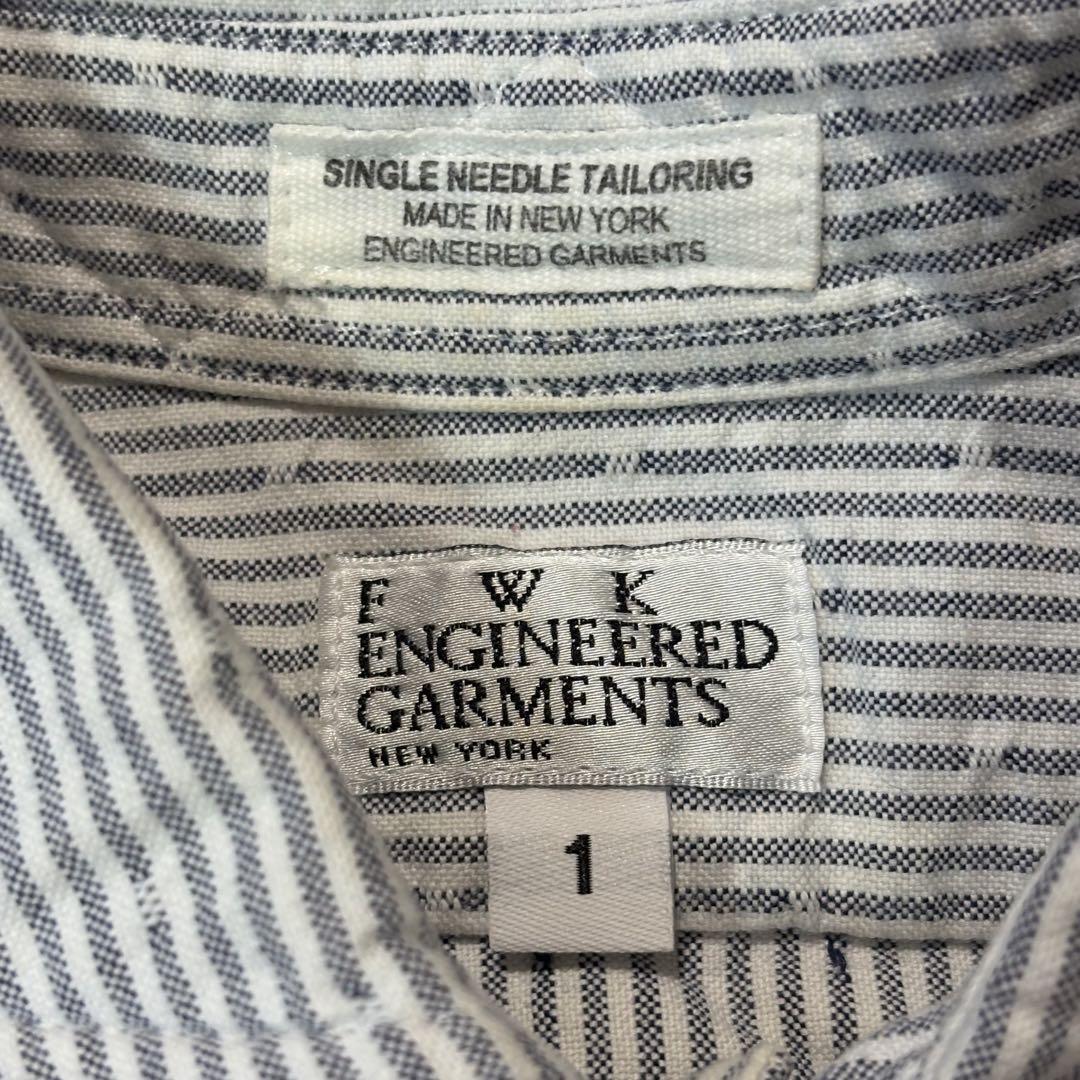 SINGLE NEEDLE TAILORING
MADE IN NEW YORK
ENGINEERED GARMENTS
F W K
ENGINEERED
GARMENTS
NEW YORK
1